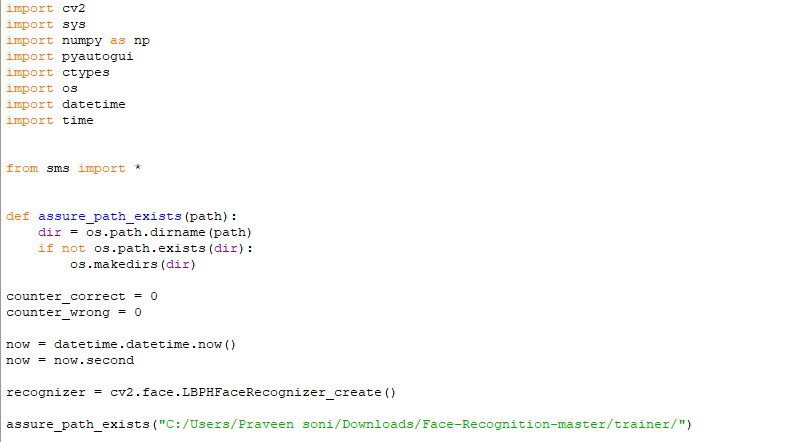 import cv2
import sys
import numpy as np
import pyautogui
import ctypes
import os
import datetime
import time
from sms import *
def assure_path_exists(path):
    dir = os.path.dirname(path)
    if not os.path.exists(dir):
        os.makedirs(dir)
counter_correct = 0
counter_wrong = 0
now = datetime.datetime.now()
now = now.second
recognizer = cv2.face.LBPHFaceRecognizer_create()
assure_path_exists("C:/Users/Praveen soni/Downloads/Face-Recognition-master/trainer/")